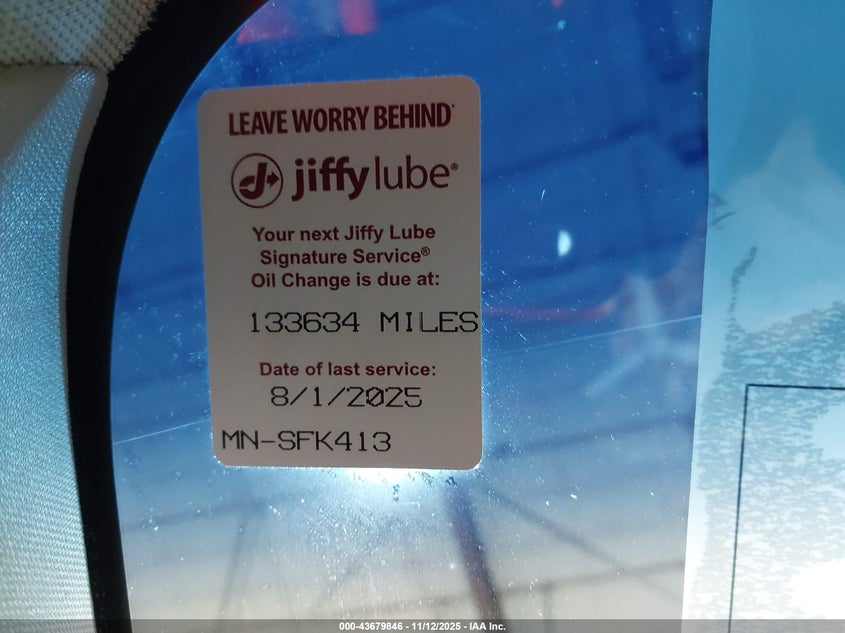 LEAVE WORRY BEHIND
jiffy lube®
Your next Jiffy Lube
Signature Service®
Oil Change is due at:
133634 MILES
Date of last service:
8/1/2025
MN-SFK413
000-43679846 - 11/12/2025 - IAA Inc.